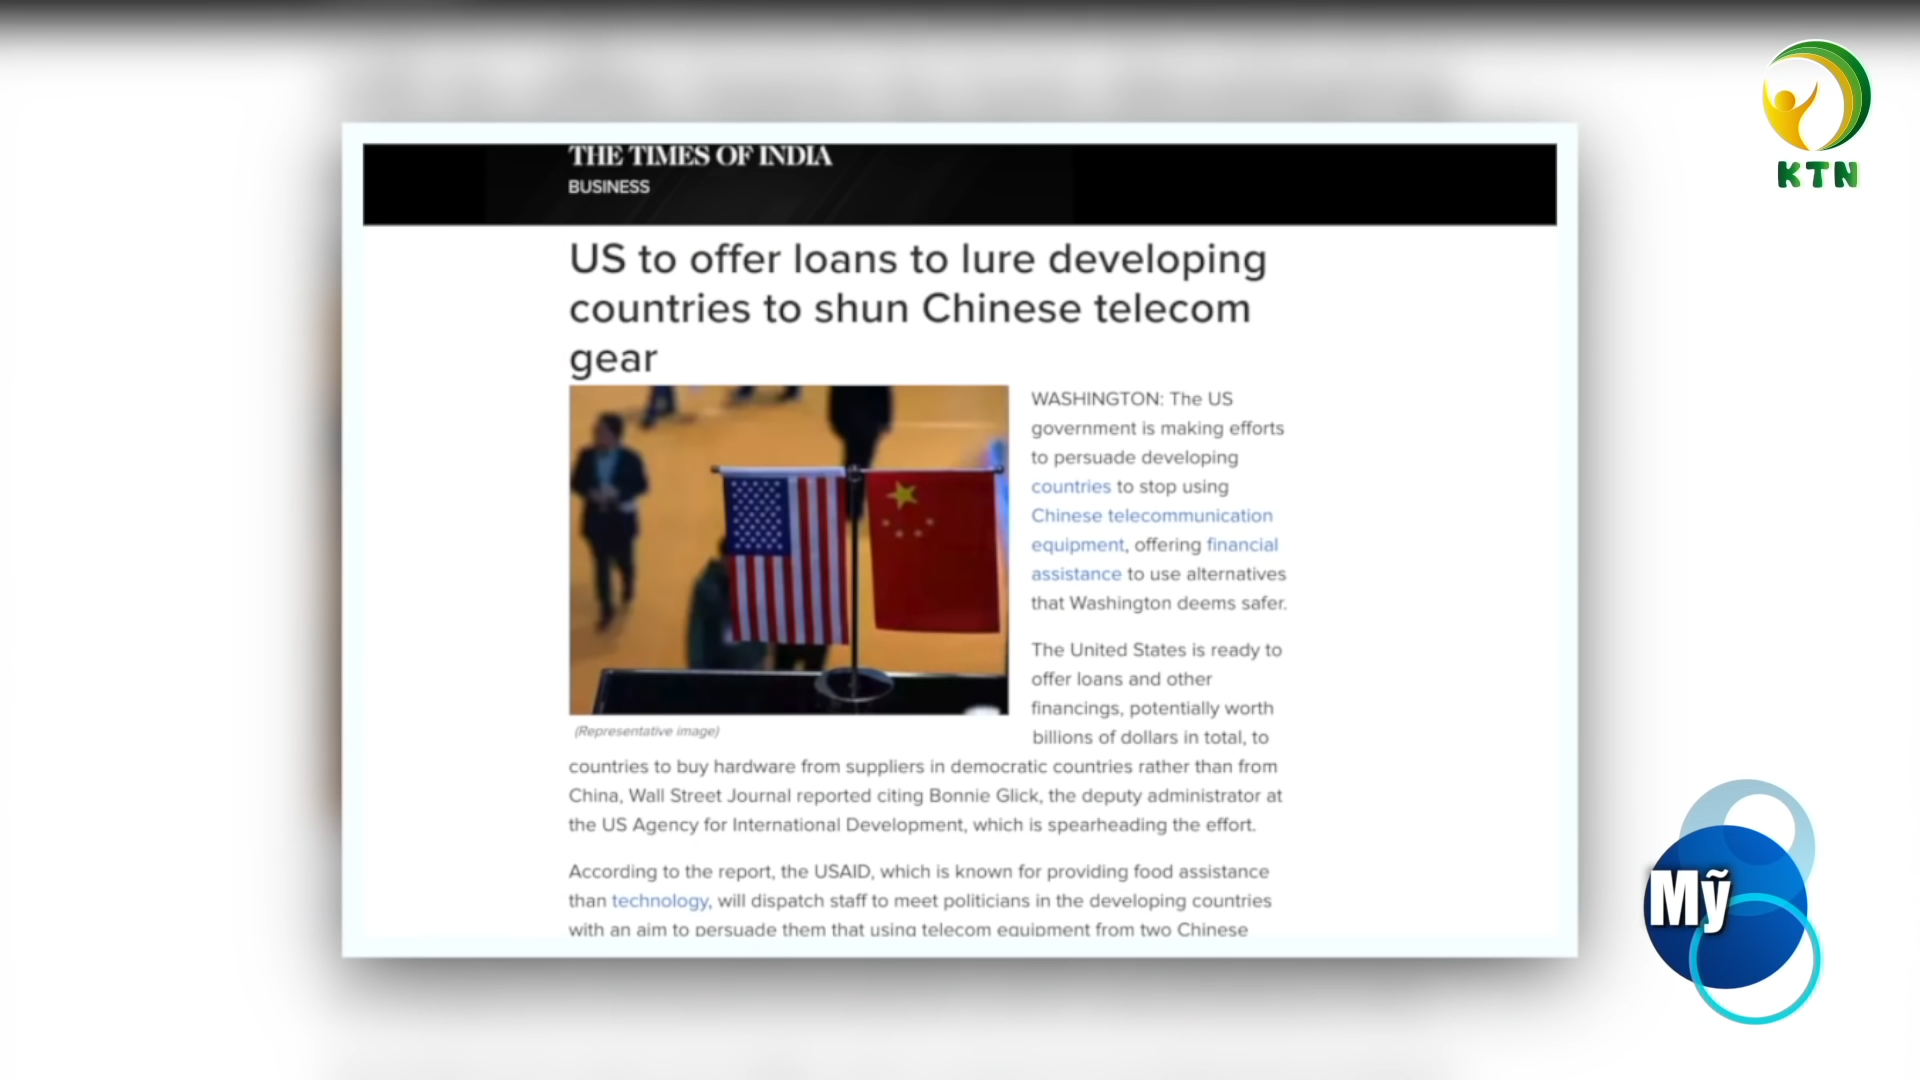 KTN
THE TIMES OF INDIA
BUSINESS
US to offer loans to lure developing
countries to shun Chinese telecom
gear
WASHINGTON: The US
government is making efforts
to persuade developing
countries to stop using
Chinese telecommunication
equipment, offering financial
assistance to use alternatives
that Washington deems safer.
The United States is ready to
offer loans and other
financings, potentially worth
billions of dollars in total, to
(Representative image)
countries to buy hardware from suppliers in democratic countries rather than from
China, Wall Street Journal reported citing Bonnie Glick, the deputy administrator at
the US Agency for International Development, which is spearheading the effort.
According to the report, the USAID, which is known for providing food assistance
than technology, will dispatch staff to meet politicians in the developing countries
with an aim to persuade them that using telecom equipment from two Chinese
Mỹ